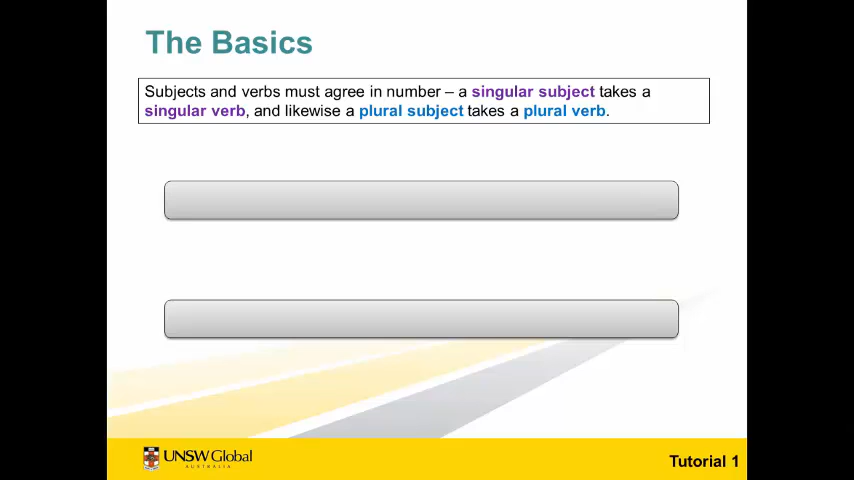 The Basics
Subjects and verbs must agree in number – a singular subject takes a
singular verb, and likewise a plural subject takes a plural verb.
UNSW Global
AUSTRALIA
Tutorial 1